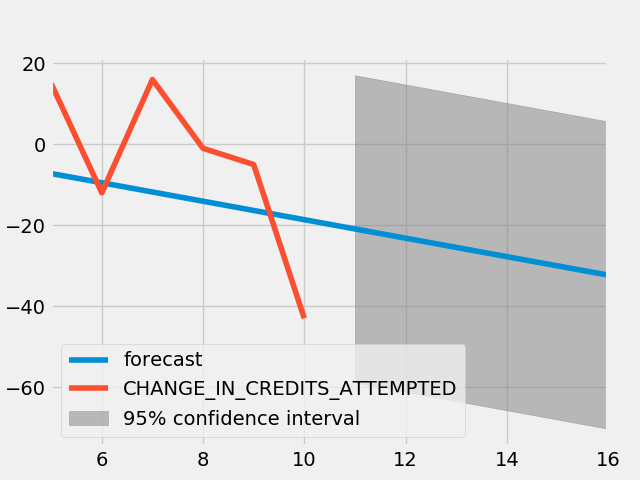 20
0
−20
−40
−60
forecast
CHANGE_IN_CREDITS_ATTEMPTED
95% confidence interval
6 8 10 12 14 16